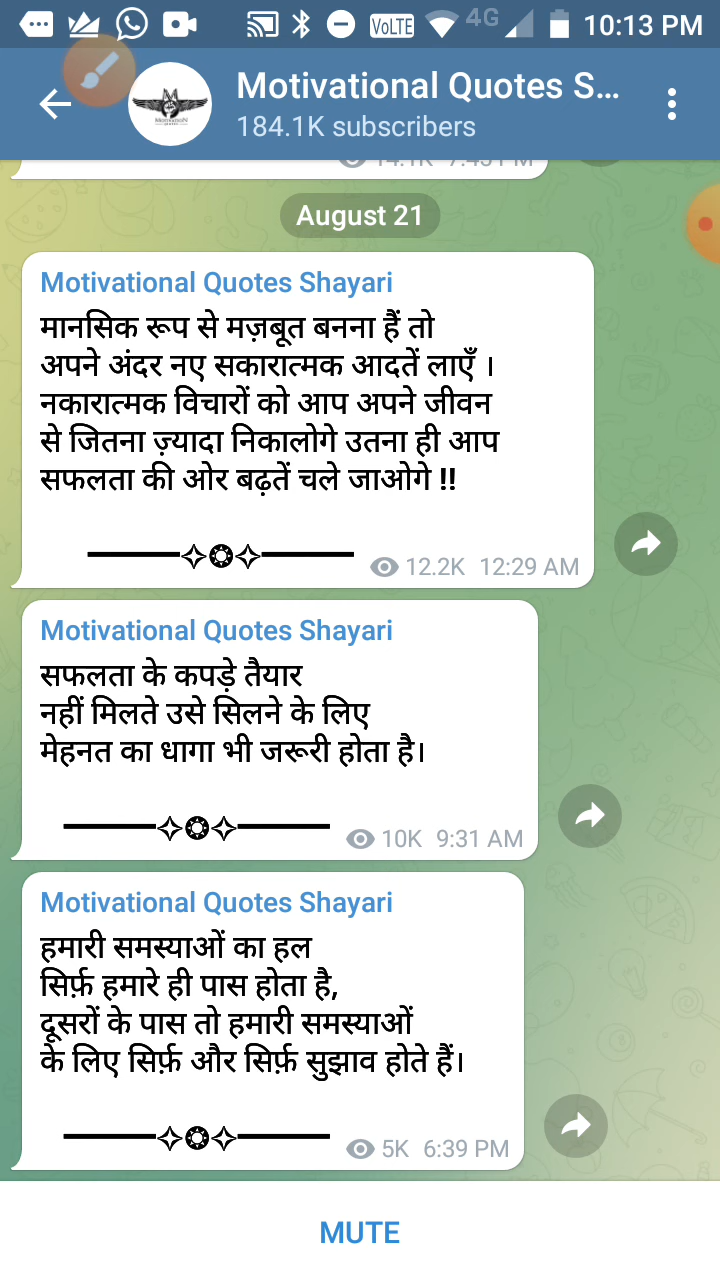 VoLTE 4G 10:13 PM
Motivational Quotes S...
184.1K subscribers
August 21
Motivational Quotes Shayari
मानसिक रूप से मज़बूत बनना हैं तो
अपने अंदर नए सकारात्मक आदतें लाएँ ।
नकारात्मक विचारों को आप अपने जीवन
से जितना ज़्यादा निकालोगे उतना ही आप
सफलता की ओर बढ़तें चले जाओगे !!
12.2K 12:29 AM
Motivational Quotes Shayari
सफलता के कपड़े तैयार
नहीं मिलते उसे सिलने के लिए
मेहनत का धागा भी जरूरी होता है।
10K 9:31 AM
Motivational Quotes Shayari
हमारी समस्याओं का हल
सिर्फ़ हमारे ही पास होता है,
दूसरों के पास तो हमारी समस्याओं
के लिए सिर्फ़ और सिर्फ़ सुझाव होते हैं।
5K 6:39 PM
MUTE